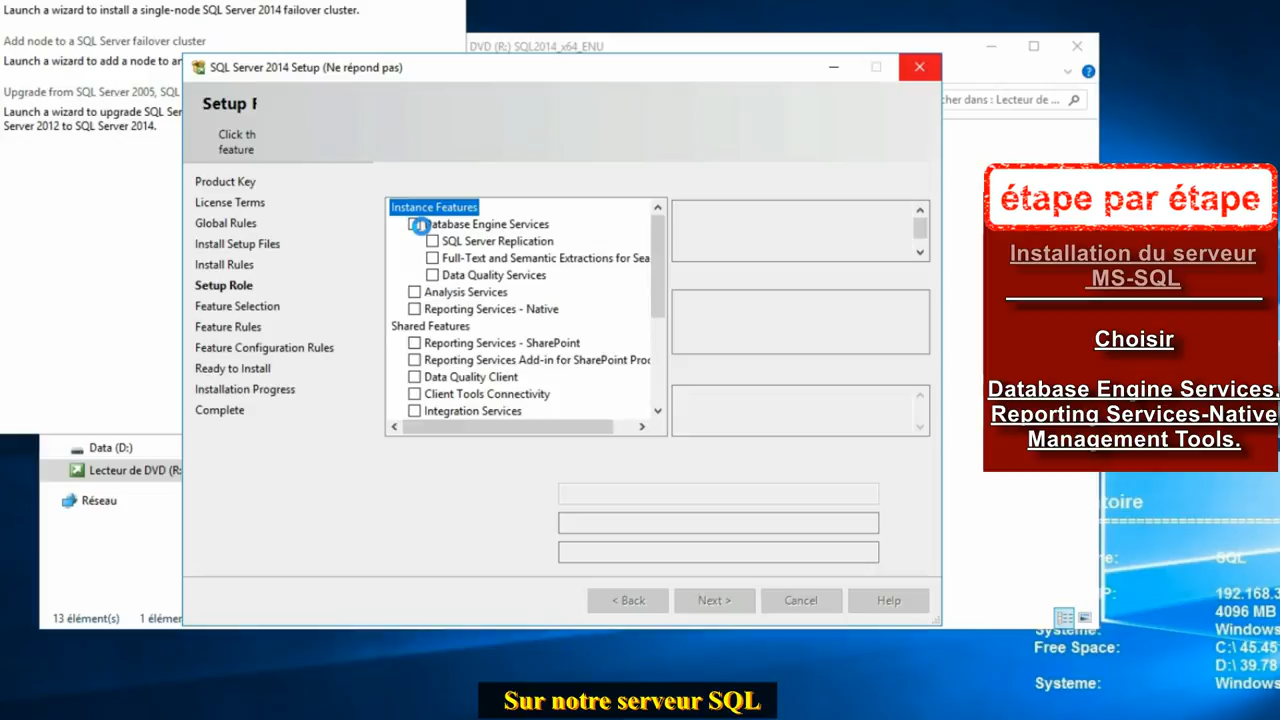 Launch a wizard to install a single-node SQL Server 2014 failover cluster.
Add node to a SQL Server failover cluster
Launch a wizard to add a node to an
Upgrade from SQL Server 2005, SQL
Launch a wizard to upgrade SQL Ser
Server 2012 to SQL Server 2014.
DVD (R:) SQL2014_x64_ENU
cher dans : Lecteur de ...
SQL Server 2014 Setup (Ne répond pas)
Setup
Click th
feature
Product Key
License Terms
Global Rules
Install Setup Files
Install Rules
Setup Role
Feature Selection
Feature Rules
Feature Configuration Rules
Ready to Install
Installation Progress
Complete
Instance Features
Database Engine Services
SQL Server Replication
Full-Text and Semantic Extractions for Sea
Data Quality Services
Analysis Services
Reporting Services - Native
Shared Features
Reporting Services - SharePoint
Reporting Services Add-in for SharePoint Proc
Data Quality Client
Client Tools Connectivity
Integration Services
< Back
Next >
Cancel
Help
Data (D:)
Lecteur de DVD (R:
Réseau
13 élément(s)
1 élém
étape par étape
Installation du serveur
MS-SQL
Choisir
Database Engine Services.
Reporting Services-Native
Management Tools.
toire
e: SQL
P: 192.168.3
4096 MB
Système: Windows
Free Space: C:\ 45.45
D:\ 39.78
Systeme: Windows
Sur notre serveur SQL